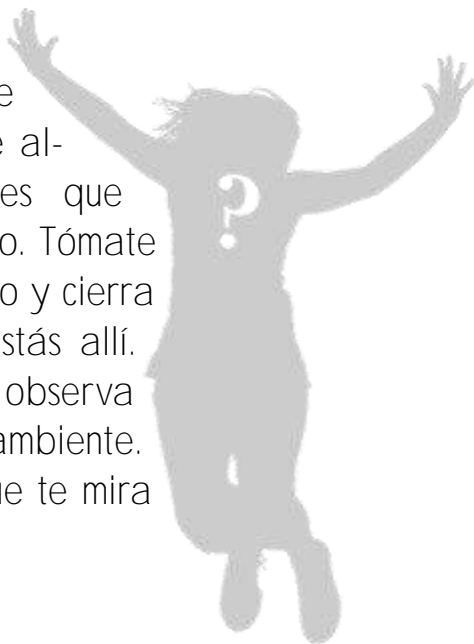 e
e al-
es que
o. Tómate
o y cierra
stás allí.
observa
ambiente.
ue te mira
?